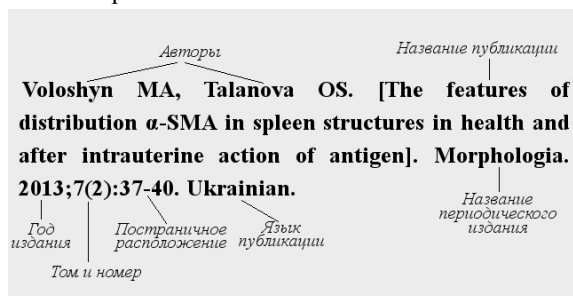 Авторы
Название публикации
Voloshyn MA, Talanova OS. [The features of
distribution α-SMA in spleen structures in health and
after intrauterine action of antigen]. Morphologia.
2013;7(2):37-40. Ukrainian.
Год
издания
Том и номер
Постраничное
расположение
Язык
публикации
Название
периодического
издания